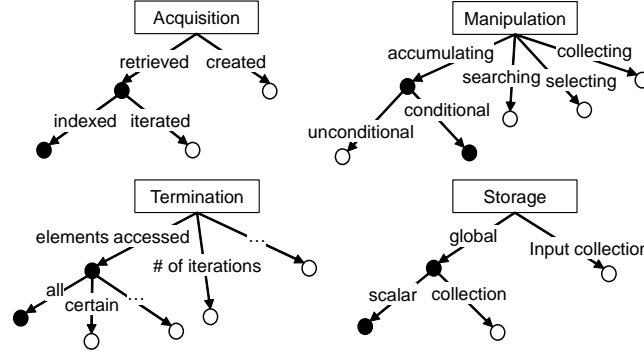 Acquisition
retrieved
created
indexed
iterated
Manipulation
accumulating
collecting
searching
selecting
unconditional
conditional
Termination
elements accessed
...
# of iterations
all
certain
...
Storage
global
Input collection
scalar
collection